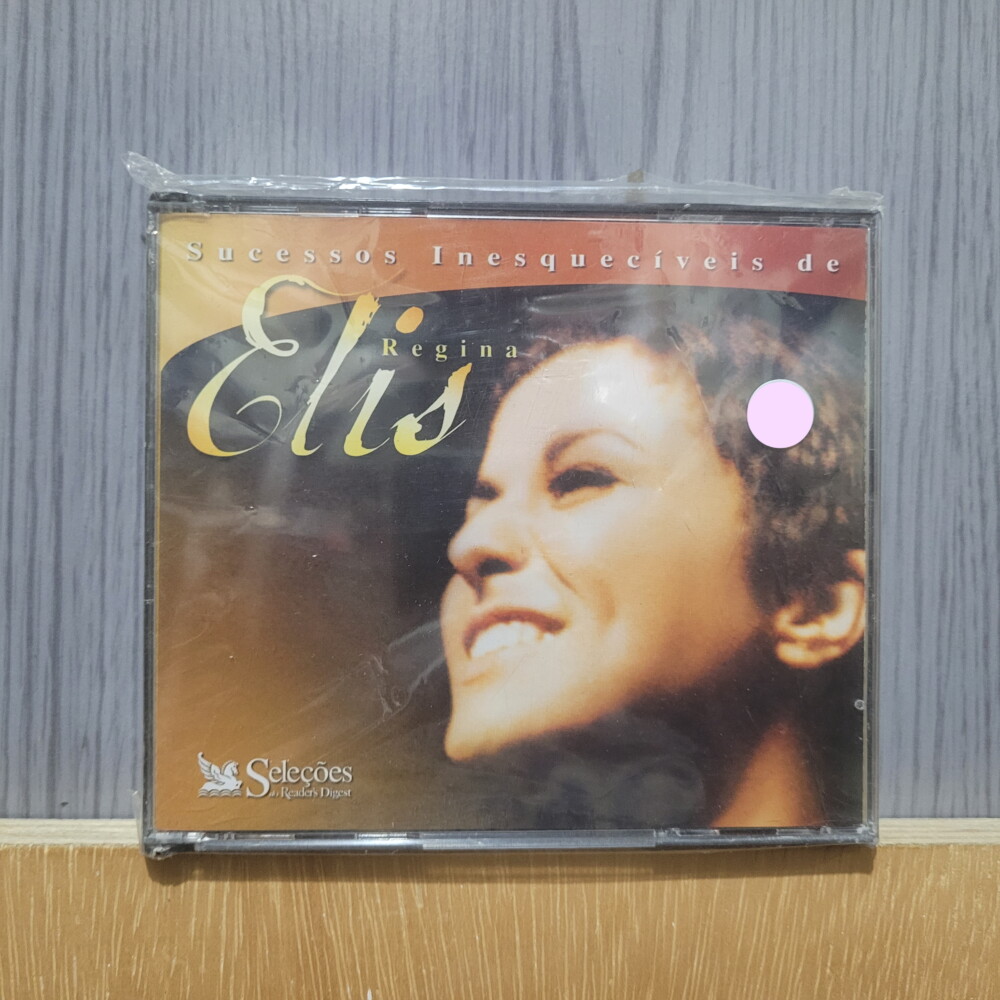 Sucessos Inesquecíveis de
Elis
Regina
Seleções
Reader's Digest